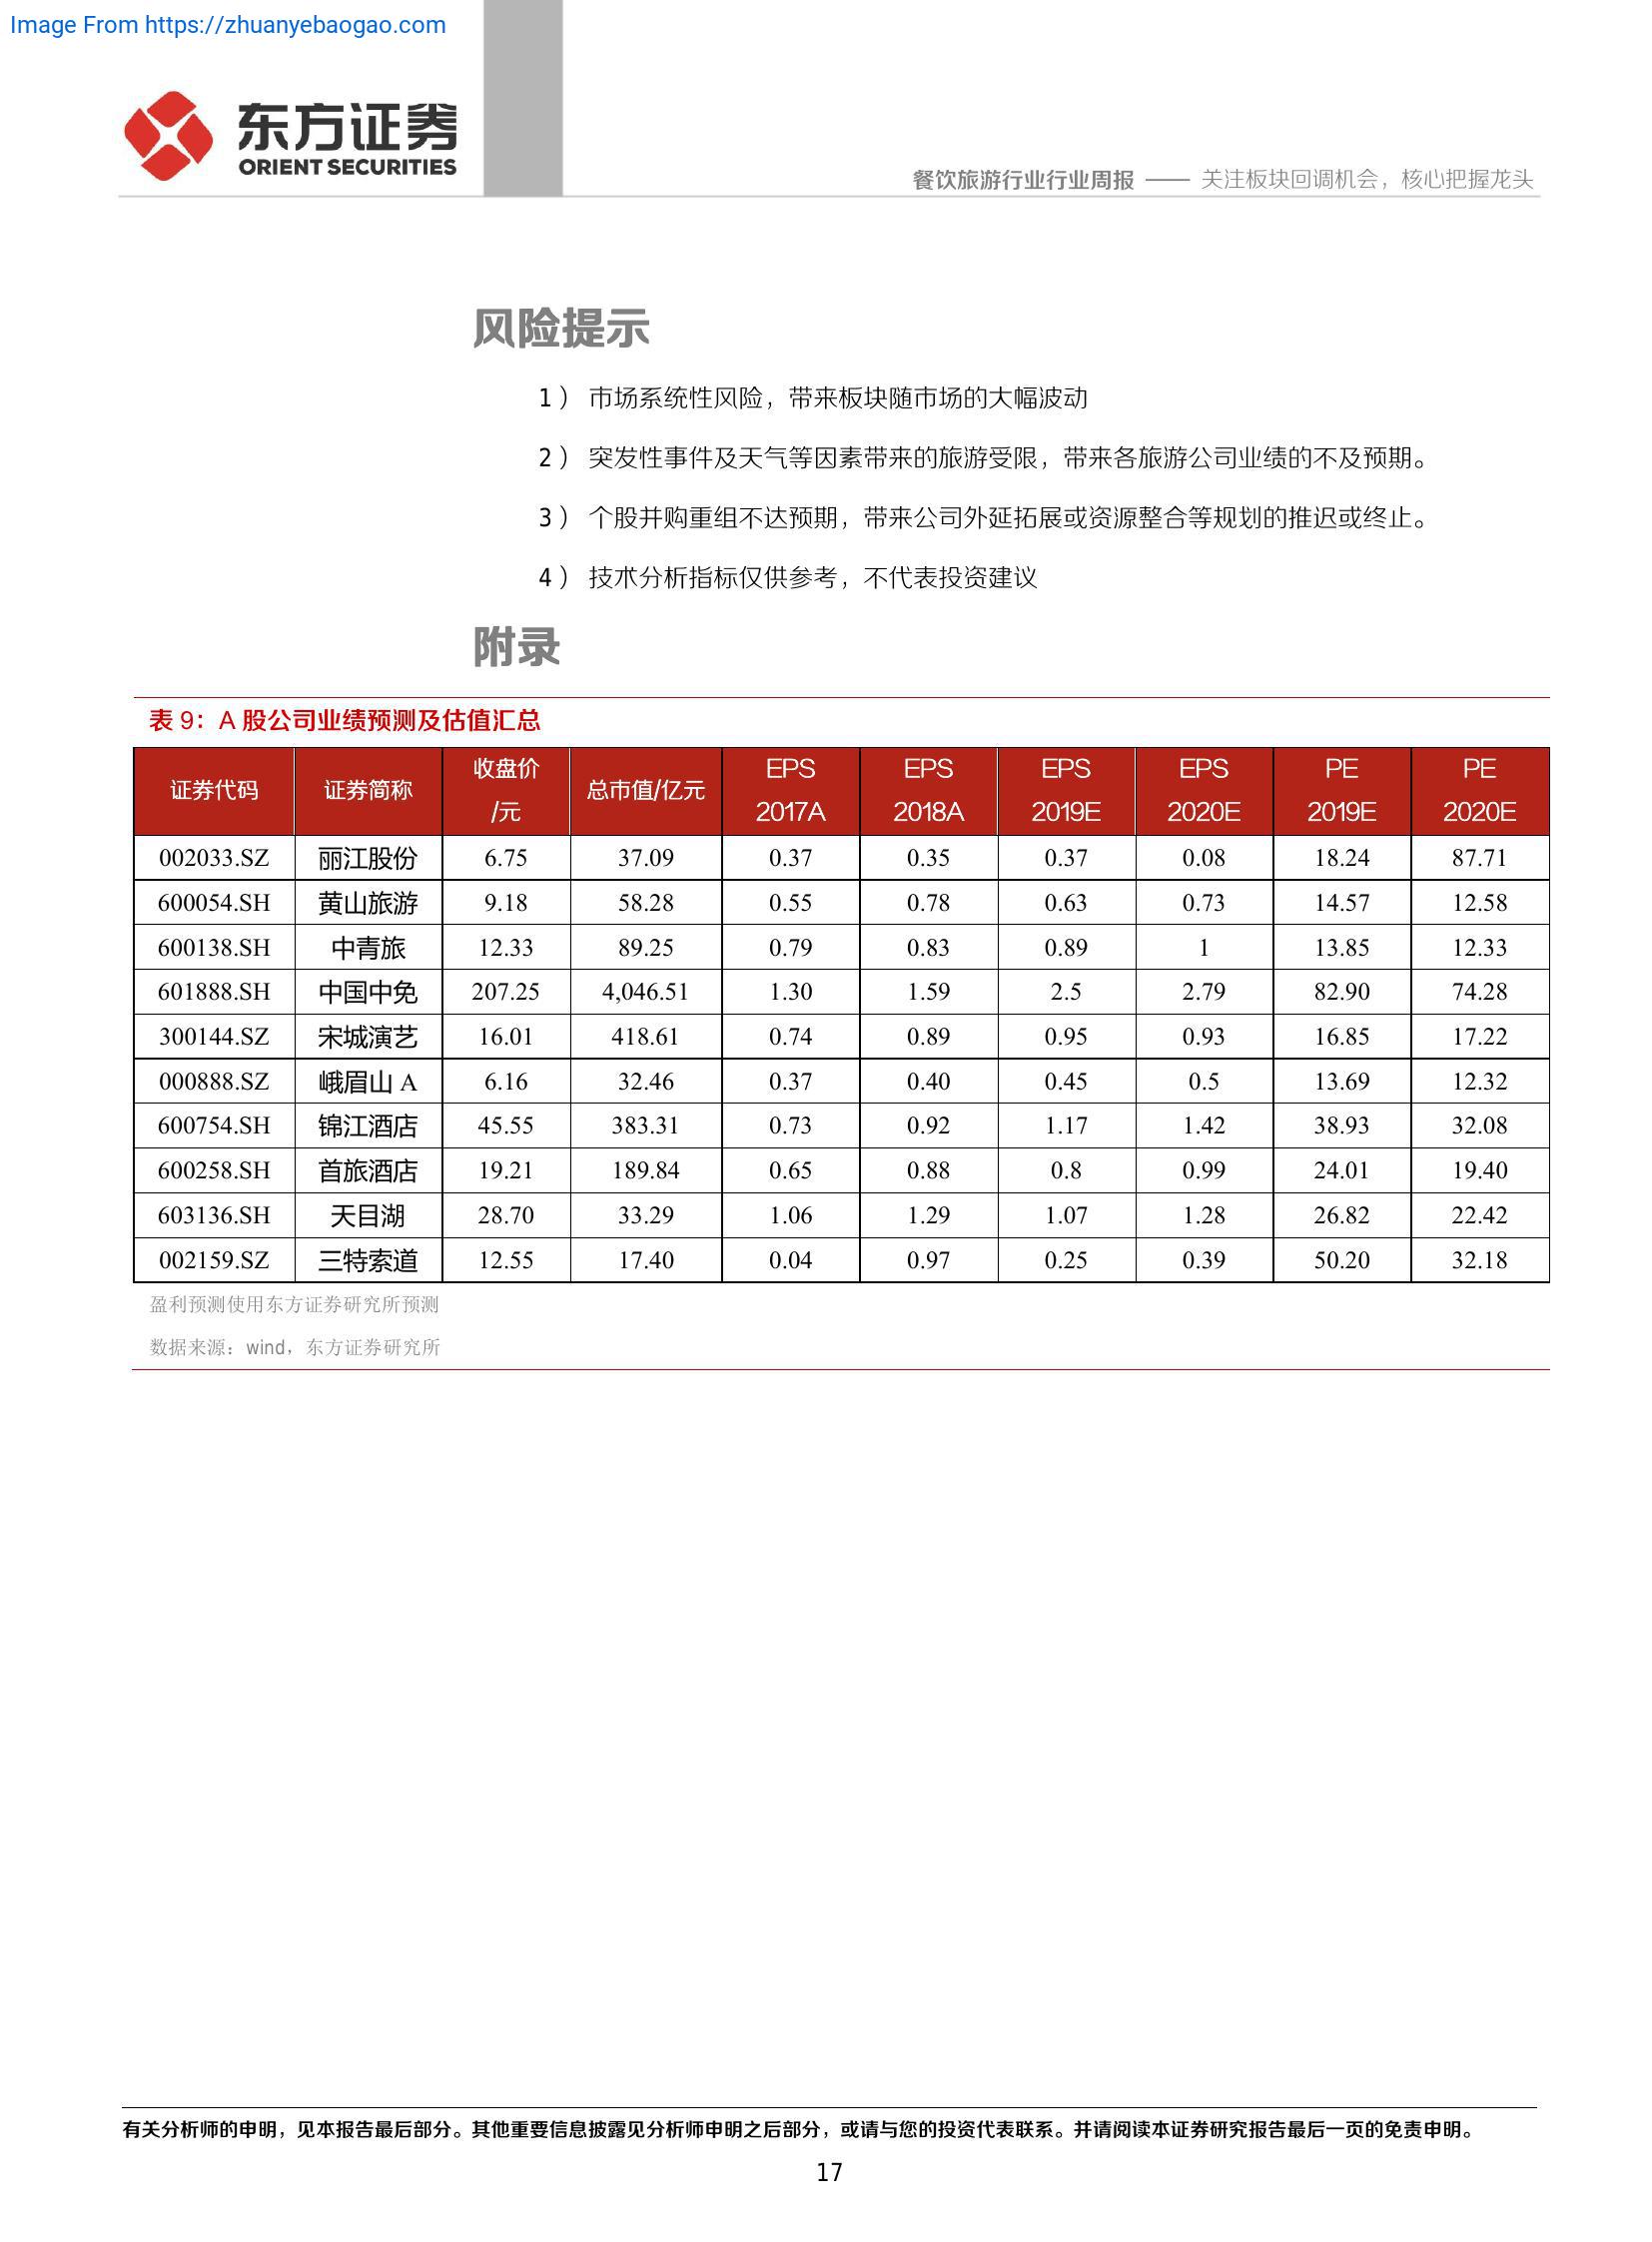 Image From https://zhuanyebaogao.com
东方证券
ORIENT SECURITIES
餐饮旅游行业行业周报 —— 关注板块回调机会，核心把握龙头
风险提示
1） 市场系统性风险，带来板块随市场的大幅波动
2） 突发性事件及天气等因素带来的旅游受限，带来各旅游公司业绩的不及预期。
3） 个股并购重组不达预期，带来公司外延拓展或资源整合等规划的推迟或终止。
4） 技术分析指标仅供参考，不代表投资建议
附录
表 9：A 股公司业绩预测及估值汇总
证券代码 证券简称 收盘价/元 总市值/亿元 EPS 2017A EPS 2018A EPS 2019E EPS 2020E PE 2019E PE 2020E
002033.SZ 丽江股份 6.75 37.09 0.37 0.35 0.37 0.08 18.24 87.71
600054.SH 黄山旅游 9.18 58.28 0.55 0.78 0.63 0.73 14.57 12.58
600138.SH 中青旅 12.33 89.25 0.79 0.83 0.89 1 13.85 12.33
601888.SH 中国中免 207.25 4,046.51 1.30 1.59 2.5 2.79 82.90 74.28
300144.SZ 宋城演艺 16.01 418.61 0.74 0.89 0.95 0.93 16.85 17.22
000888.SZ 峨眉山 A 6.16 32.46 0.37 0.40 0.45 0.5 13.69 12.32
600754.SH 锦江酒店 45.55 383.31 0.73 0.92 1.17 1.42 38.93 32.08
600258.SH 首旅酒店 19.21 189.84 0.65 0.88 0.8 0.99 24.01 19.40
603136.SH 天目湖 28.70 33.29 1.06 1.29 1.07 1.28 26.82 22.42
002159.SZ 三特索道 12.55 17.40 0.04 0.97 0.25 0.39 50.20 32.18
盈利预测使用东方证券研究所预测
数据来源：wind，东方证券研究所
有关分析师的申明，见本报告最后部分。其他重要信息披露见分析师申明之后部分，或请与您的投资代表联系。并请阅读本证券研究报告最后一页的免责申明。
17